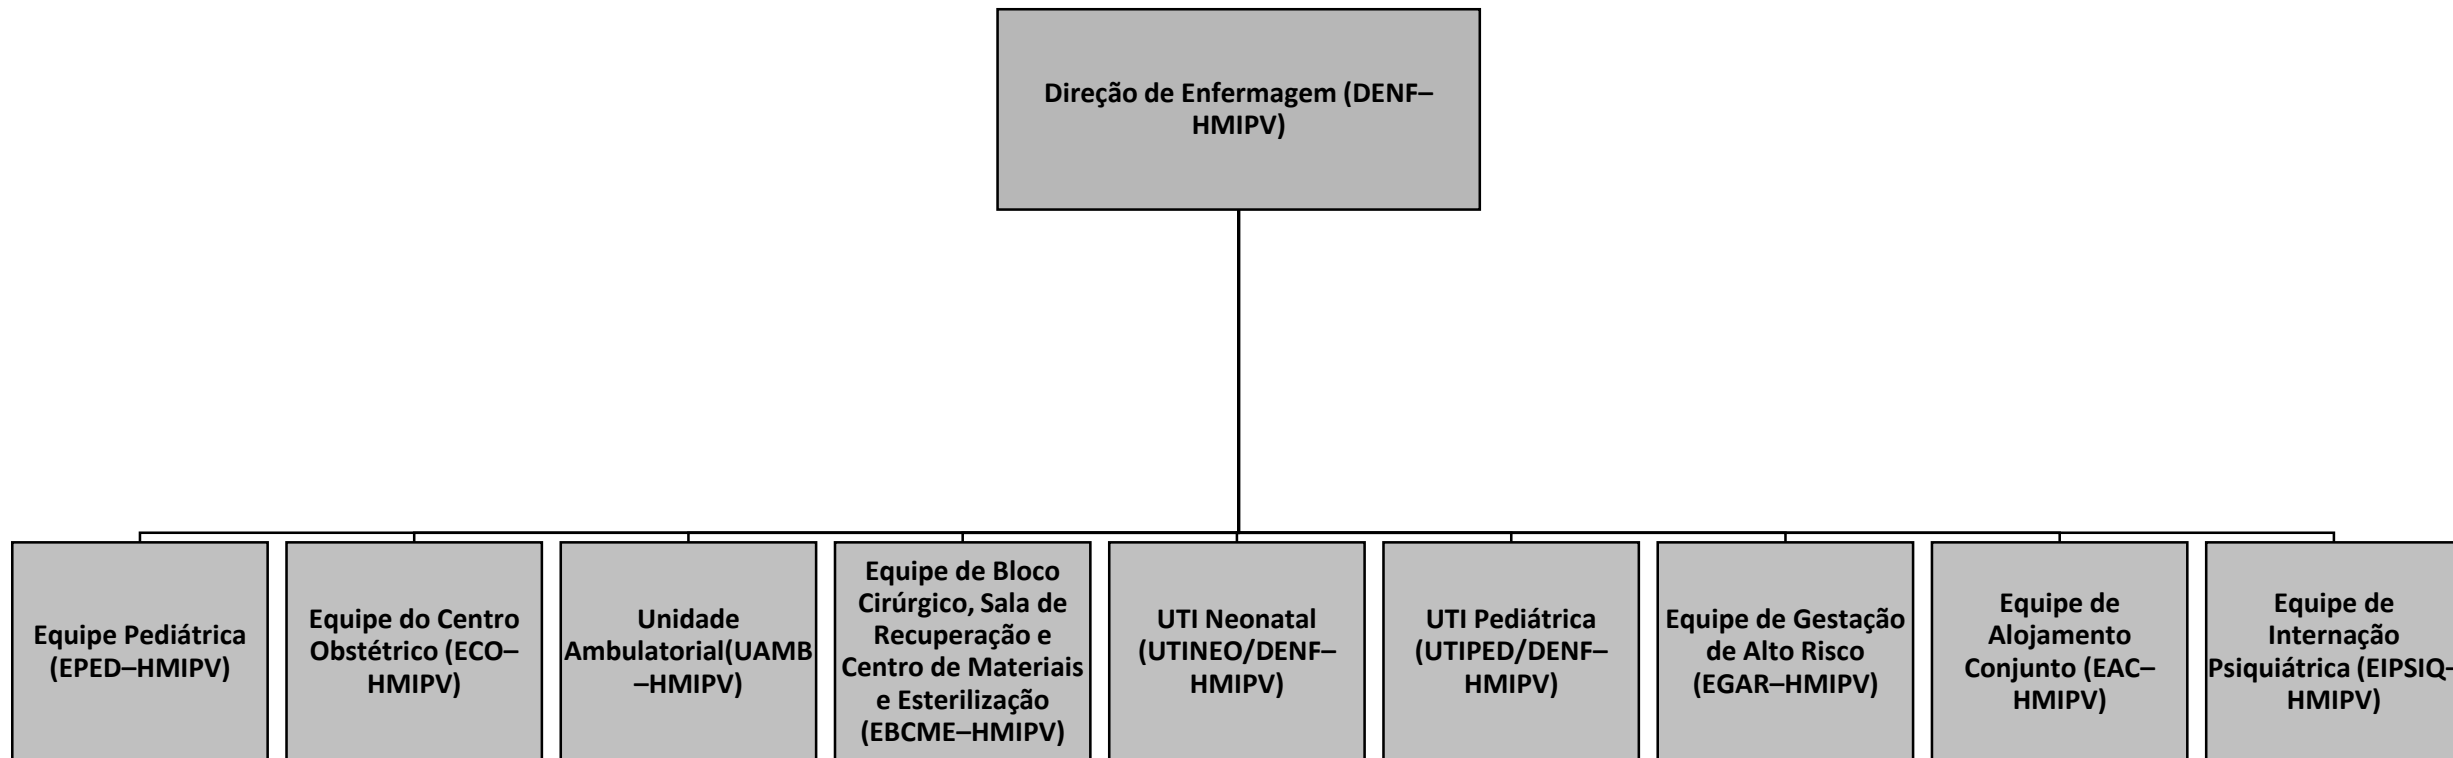 Direção de Enfermagem (DENF–
HMIPV)
Equipe Pediátrica
(EPED–HMIPV)
Equipe do Centro
Obstétrico (ECO–
HMIPV)
Unidade
Ambulatorial(UAMB
–HMIPV)
Equipe de Bloco
Cirúrgico, Sala de
Recuperação e
Centro de Materiais
e Esterilização
(EBCME–HMIPV)
UTI Neonatal
(UTINEO/DENF–
HMIPV)
UTI Pediátrica
(UTIPED/DENF–
HMIPV)
Equipe de Gestação
de Alto Risco
(EGAR–HMIPV)
Equipe de
Alojamento
Conjunto (EAC–
HMIPV)
Equipe de
Internação
Psiquiátrica (EIPSIQ–
HMIPV)